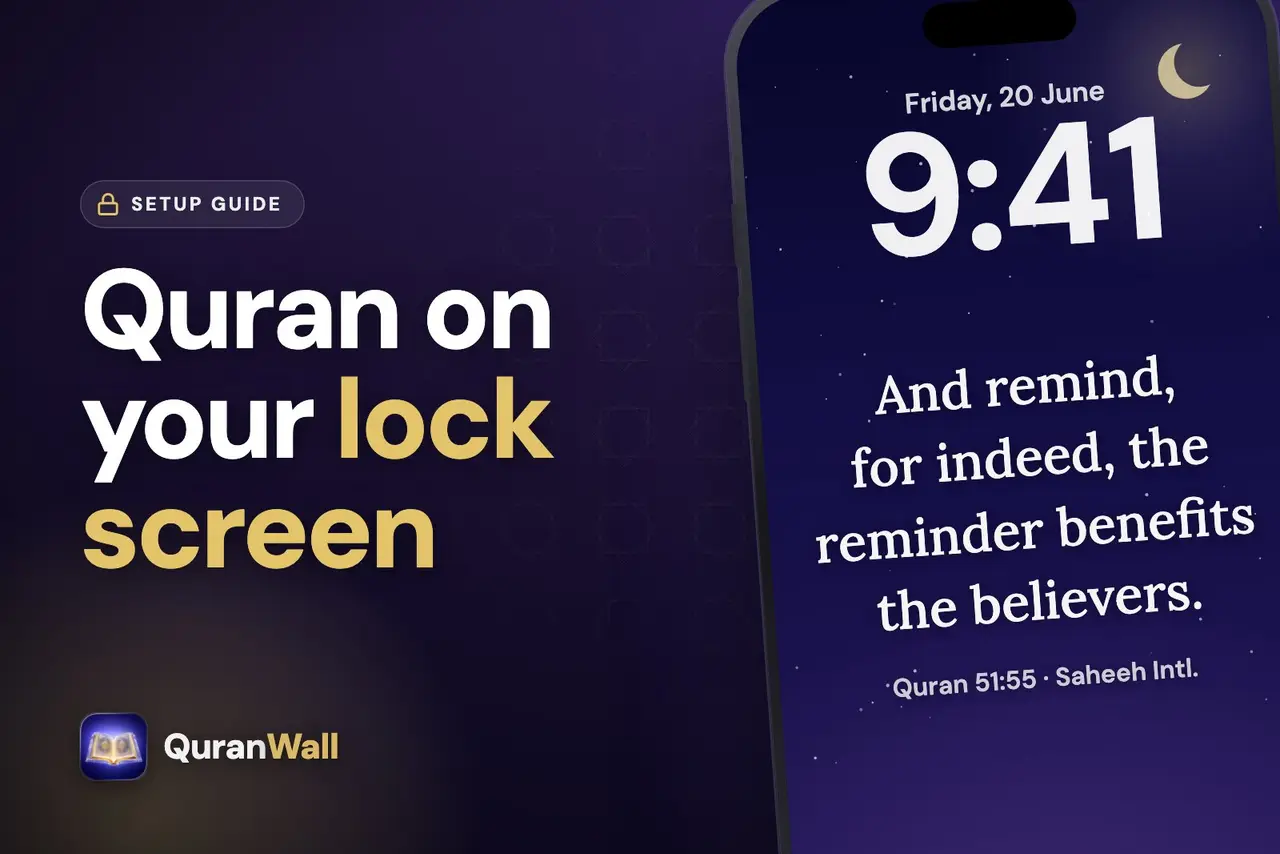 SETUP GUIDE
Quran on
your lock
screen
QuranWall
Friday, 20 June
9:41
And remind,
for indeed, the
reminder benefits
the believers.
Quran 51:55 · Saheeh Intl.